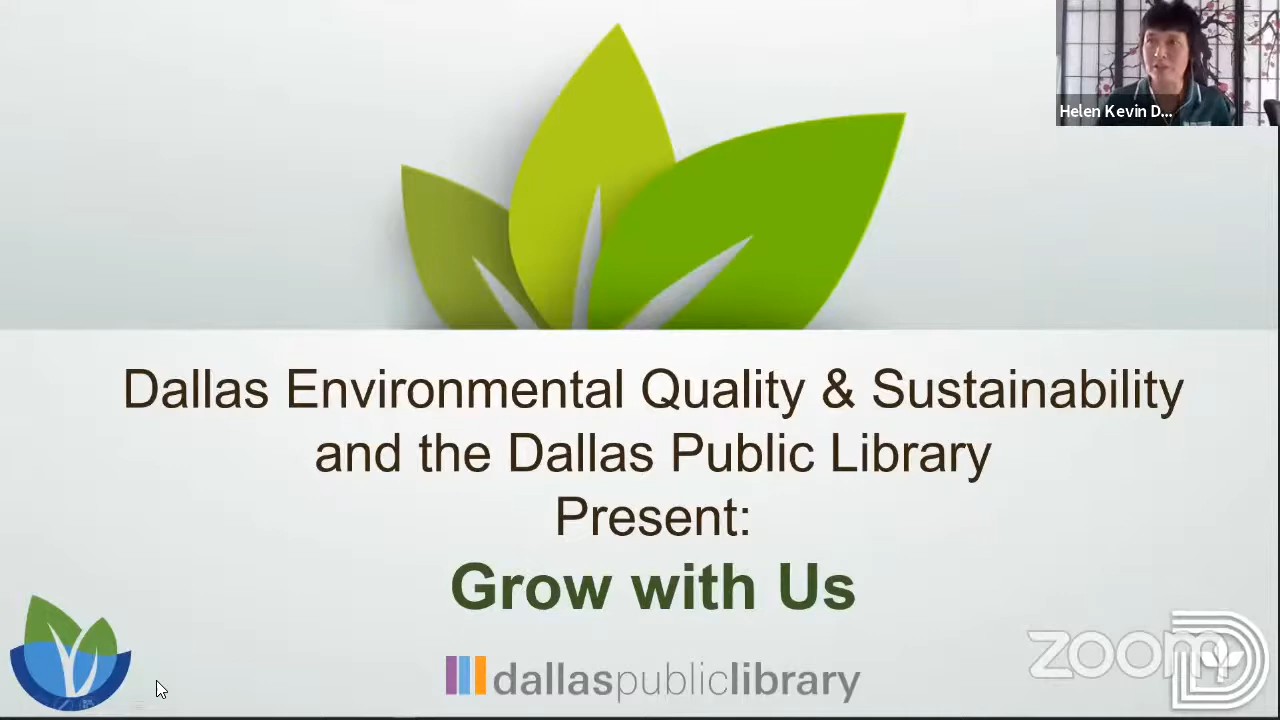 Helen Kevin D...
Dallas Environmental Quality & Sustainability
and the Dallas Public Library
Present:
Grow with Us
dallaspubliclibrary
zoom
D